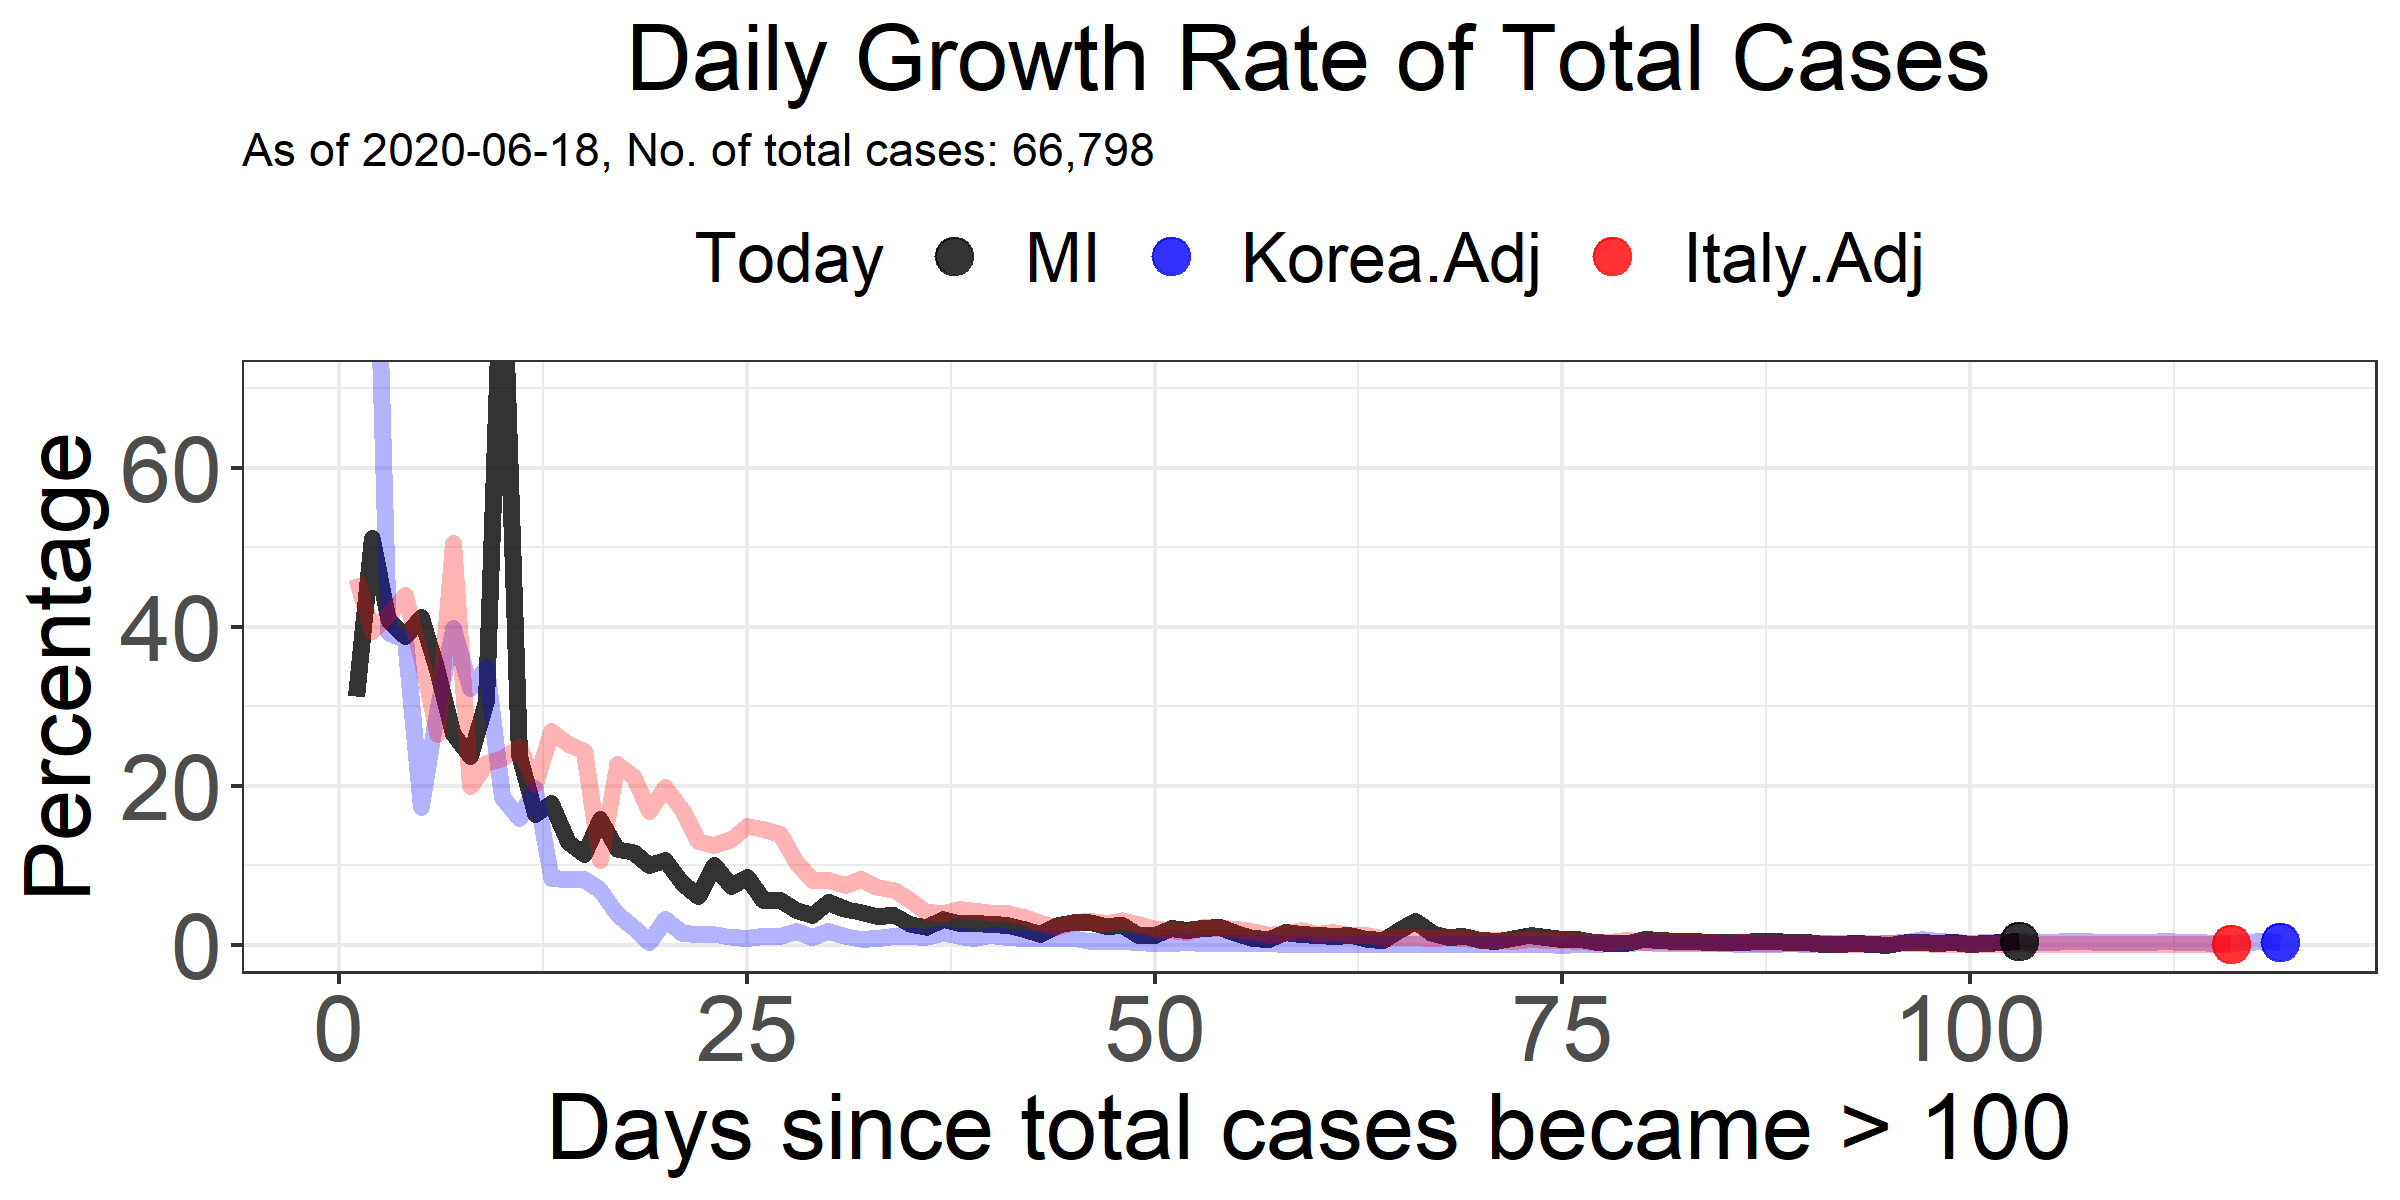 Daily Growth Rate of Total Cases
As of 2020-06-18, No. of total cases: 66,798
Today MI Korea.Adj Italy.Adj
Percentage
60
40
20
0
0 25 50 75 100
Days since total cases became > 100